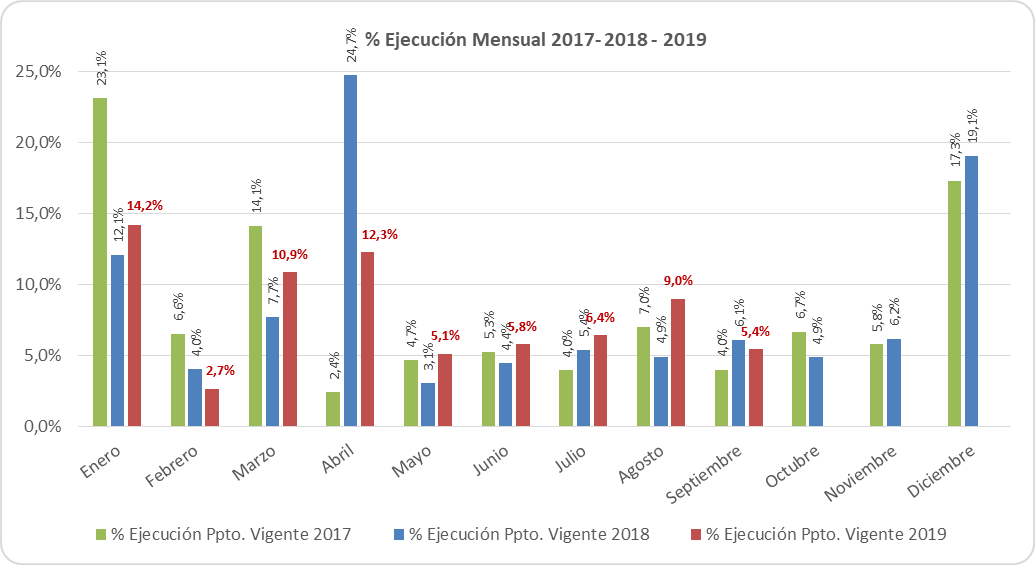 % Ejecución Mensual 2017- 2018 - 2019
25,0%
20,0%
15,0%
10,0%
5,0%
0,0%
23,1%
12,1%
14,2%
6,6%
4,0%
2,7%
14,1%
7,7%
10,9%
2,4%
24,7%
12,3%
4,7%
3,1%
5,1%
5,3%
4,4%
5,8%
4,0%
5,4%
6,4%
7,0%
4,9%
9,0%
4,0%
6,1%
5,4%
6,7%
4,9%
5,8%
6,2%
17,3%
19,1%
Enero
Febrero
Marzo
Abril
Mayo
Junio
Julio
Agosto
Septiembre
Octubre
Noviembre
Diciembre
% Ejecución Ppto. Vigente 2017
% Ejecución Ppto. Vigente 2018
% Ejecución Ppto. Vigente 2019